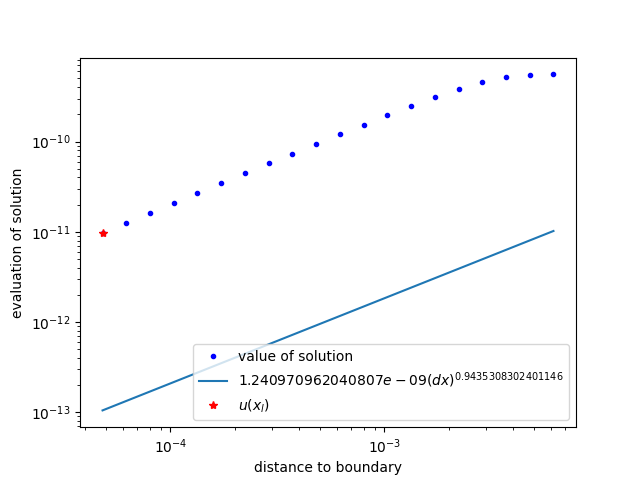 evaluation of solution
10⁻¹⁰
10⁻¹¹
10⁻¹²
10⁻¹³
value of solution
1.240970962040807e − 09(dx)^0.9435308302401146
u(x_l)
10⁻⁴
10⁻³
distance to boundary